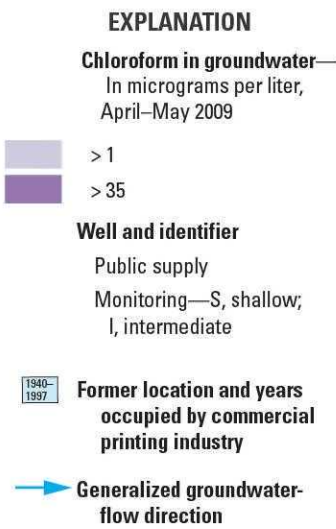 EXPLANATION
Chloroform in groundwater—
In micrograms per liter,
April–May 2009
> 1
> 35
Well and identifier
Public supply
Monitoring—S, shallow;
I, intermediate
1940–
1997
Former location and years
occupied by commercial
printing industry
Generalized groundwater-
flow direction